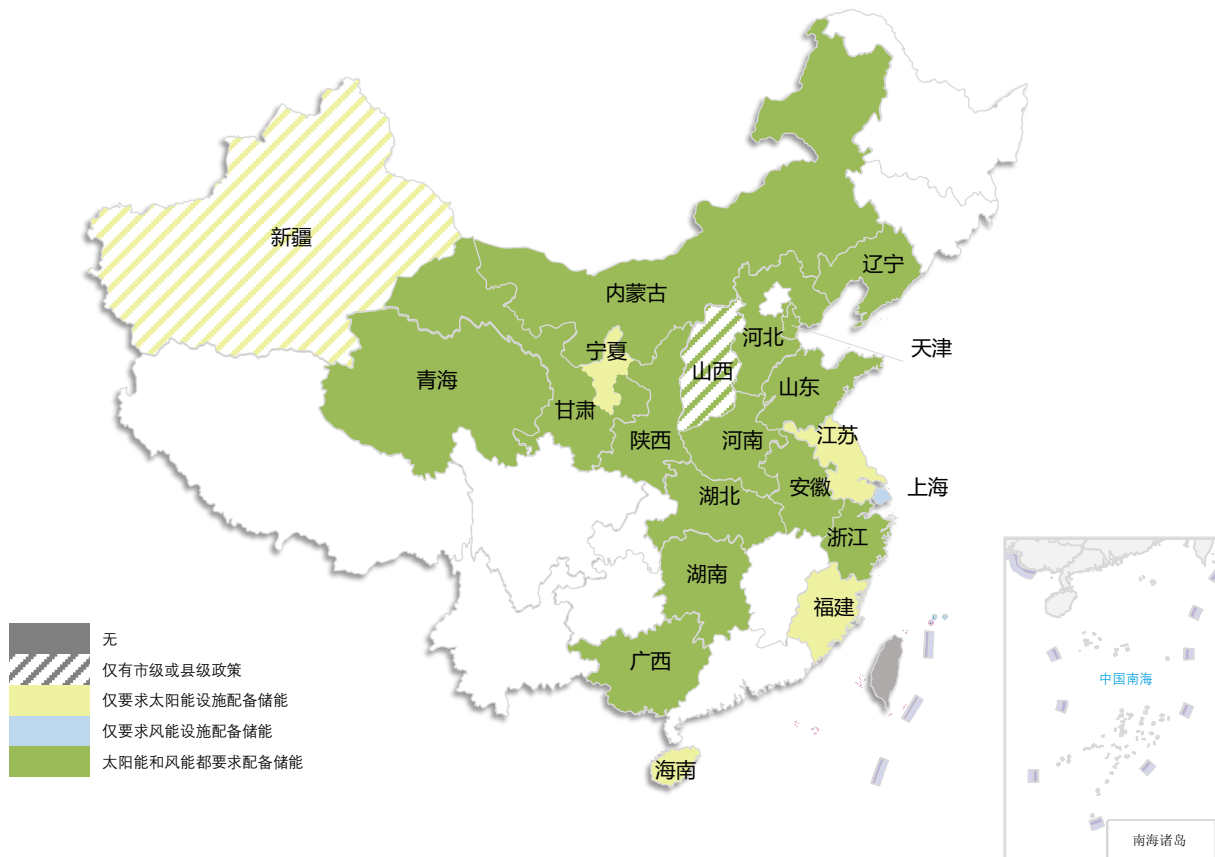 新疆
内蒙古
辽宁
宁夏
河北
天津
青海
山西
山东
甘肃
陕西
河南
江苏
湖北
安徽
上海
浙江
湖南
福建
广西
海南
无
仅有市级或县级政策
仅要求太阳能设施配备储能
仅要求风能设施配备储能
太阳能和风能都要求配备储能
中国南海
南海诸岛